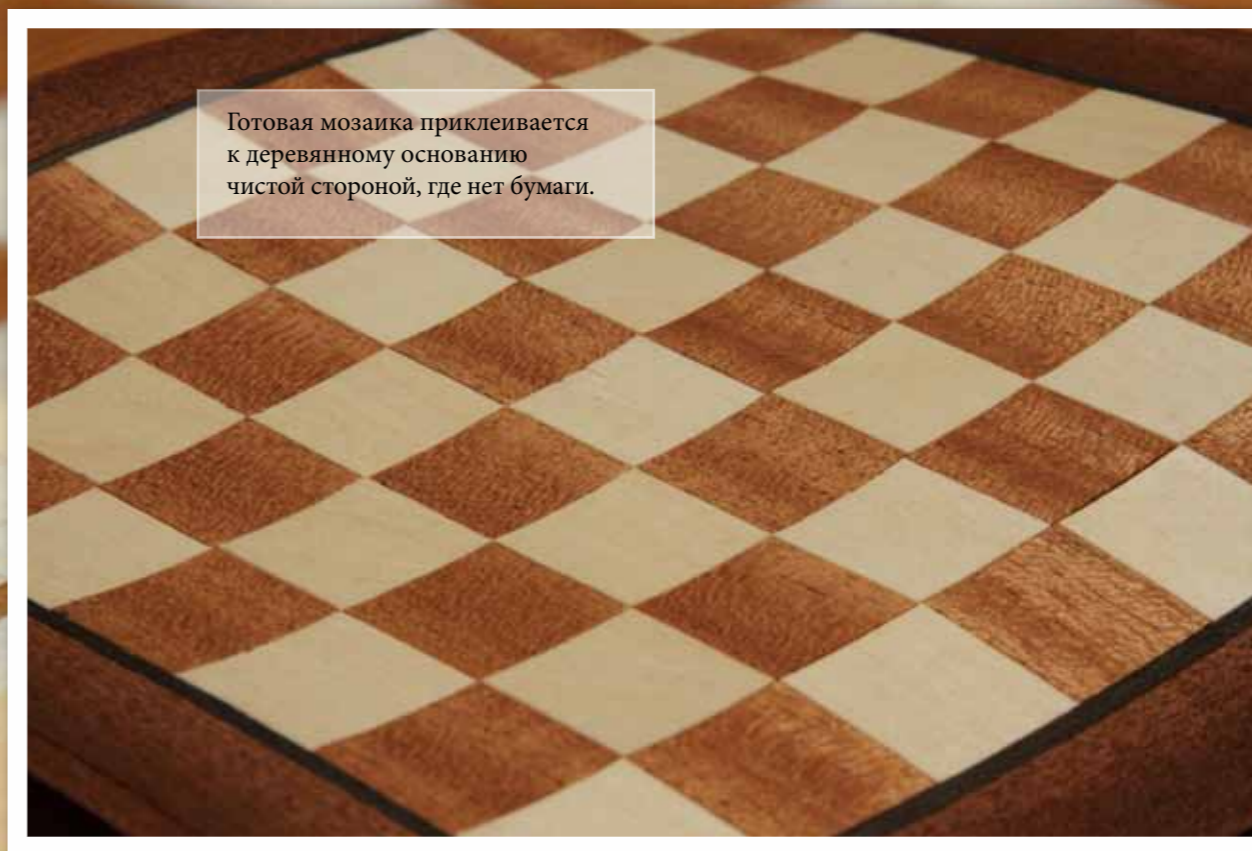 Готовая мозаика приклеивается
к деревянному основанию
чистой стороной, где нет бумаги.